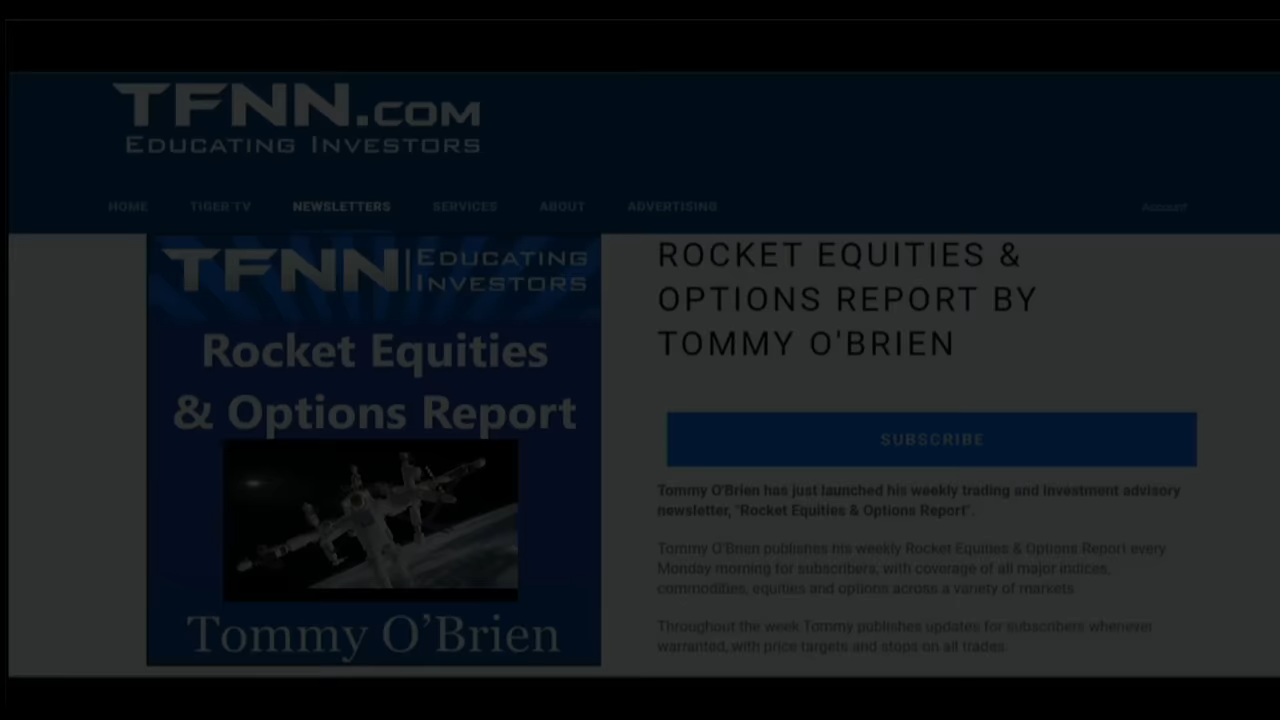 TFNN.COM
EDUCATING INVESTORS
HOME TIGER TV NEWSLETTERS SERVICES ABOUT ADVERTISING Account
TFNN EDUCATING INVESTORS
Rocket Equities
& Options Report
Tommy O'Brien
ROCKET EQUITIES &
OPTIONS REPORT BY
TOMMY O'BRIEN
SUBSCRIBE
Tommy O'Brien has just launched his weekly trading and investment advisory
newsletter, "Rocket Equities & Options Report".
Tommy O'Brien publishes his weekly Rocket Equities & Options Report every
Monday morning for subscribers, with coverage of all major indices,
commodities, equities and options across a variety of markets.
Throughout the week Tommy publishes updates for subscribers whenever
warranted, with price targets and stops on all trades.